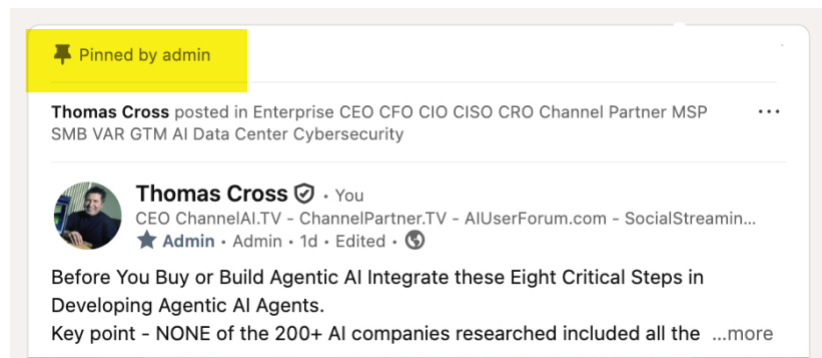 Pinned by admin
Thomas Cross posted in Enterprise CEO CFO CIO CISO CRO Channel Partner MSP
SMB VAR GTM AI Data Center Cybersecurity
Thomas Cross · You
CEO ChannelAI.TV - ChannelPartner.TV - AIUserForum.com - SocialStreamin...
Admin · Admin · 1d · Edited ·
Before You Buy or Build Agentic AI Integrate these Eight Critical Steps in
Developing Agentic AI Agents.
Key point - NONE of the 200+ AI companies researched included all the ...more